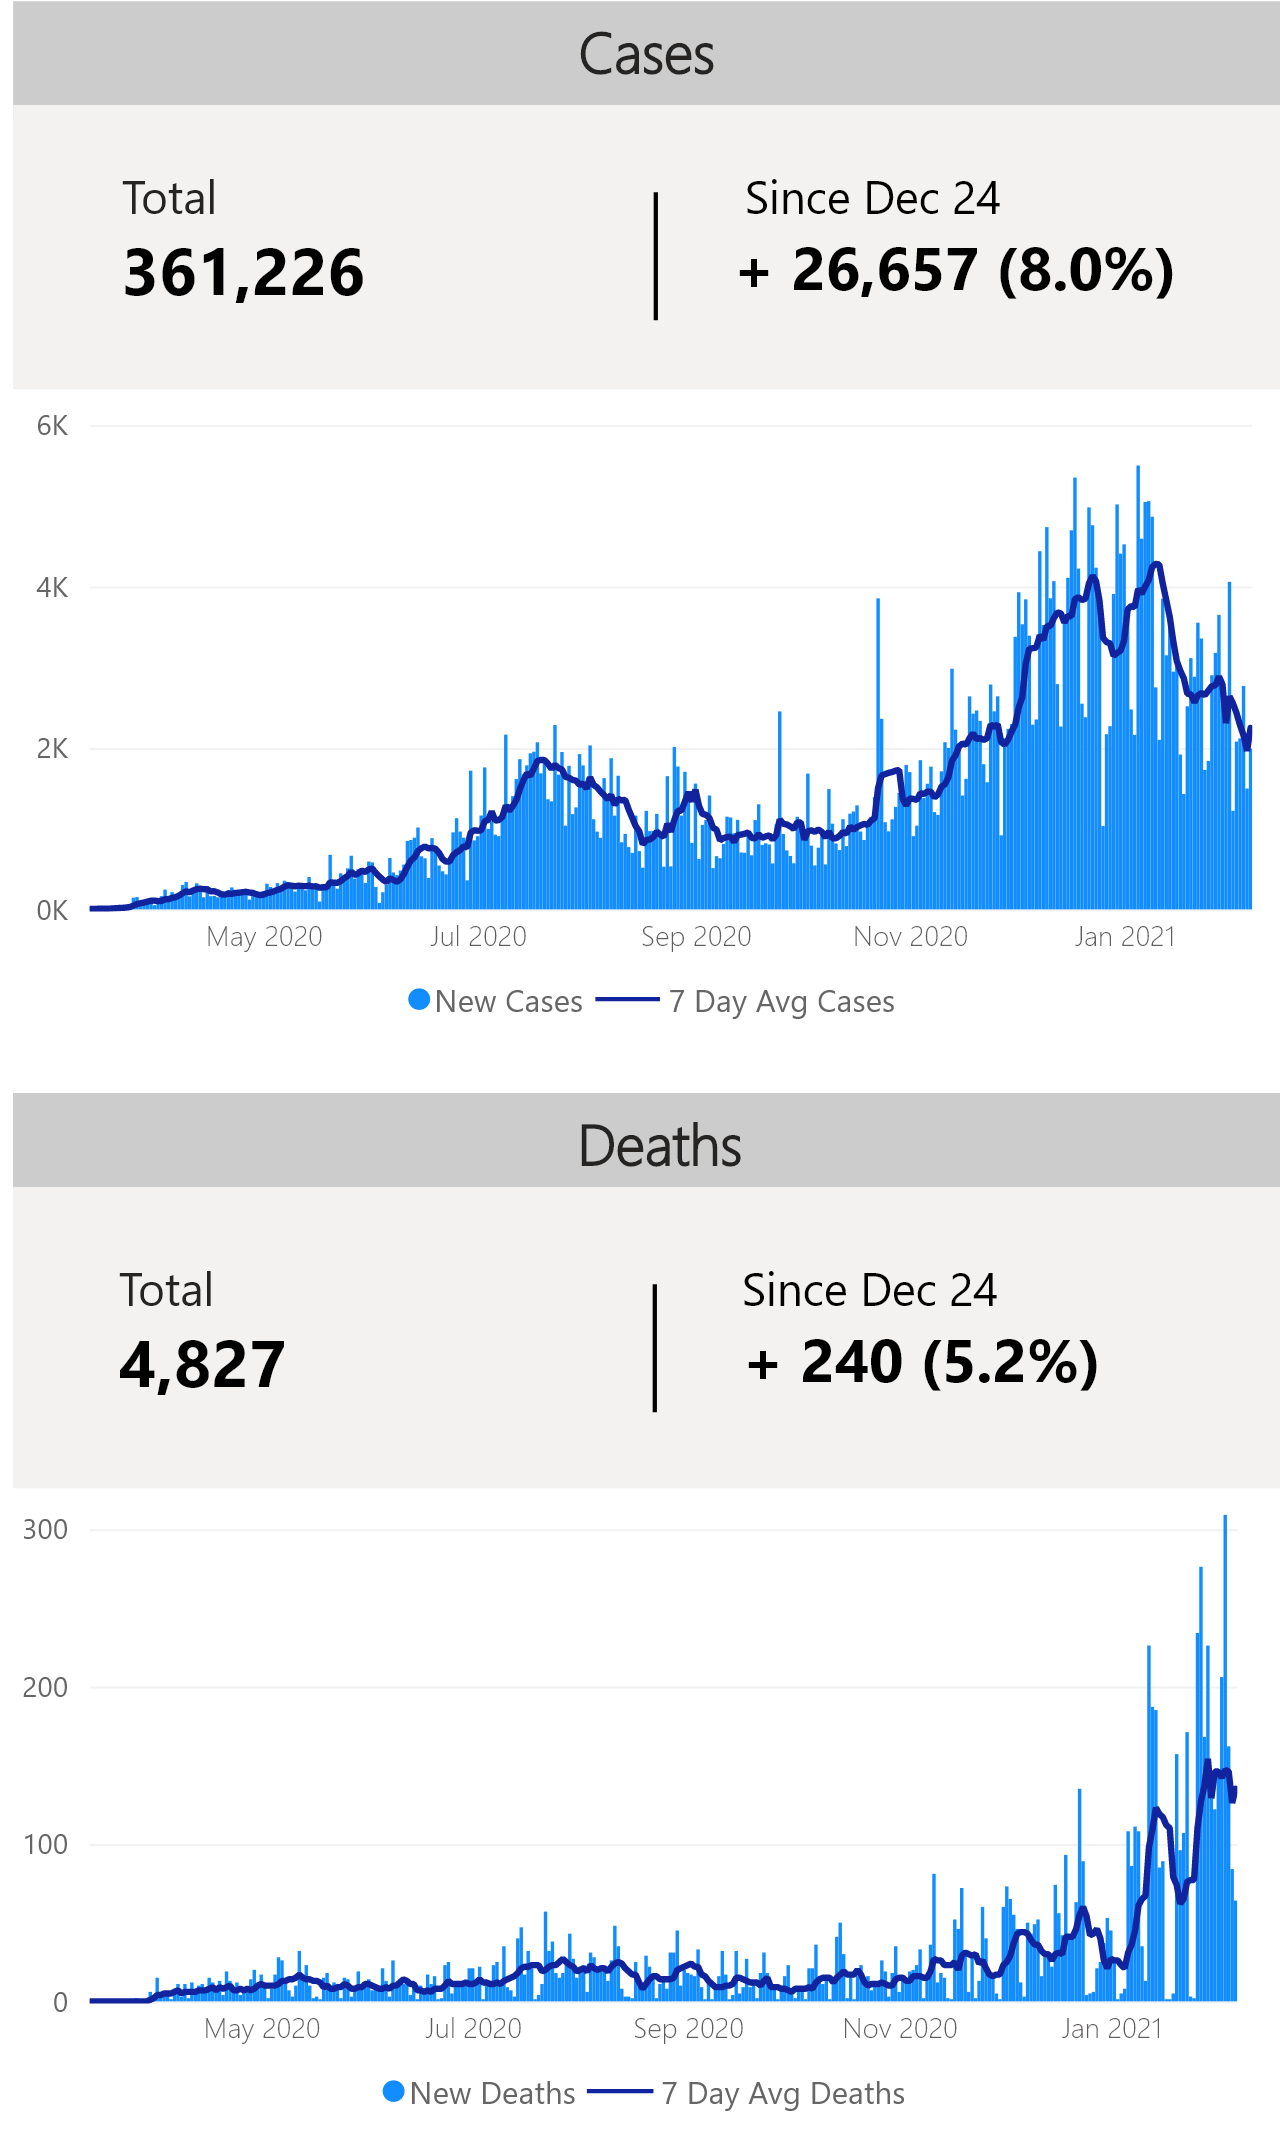 Cases
Total
Since Dec 24
361,226
+ 26,657 (8.0%)
6K
4K
2K
0K
May 2020
Jul 2020
Sep 2020
Nov 2020
Jan 2021
New Cases
7 Day Avg Cases
Deaths
Total
Since Dec 24
4,827
+ 240 (5.2%)
300
200
100
0
May 2020
Jul 2020
Sep 2020
Nov 2020
Jan 2021
New Deaths
7 Day Avg Deaths